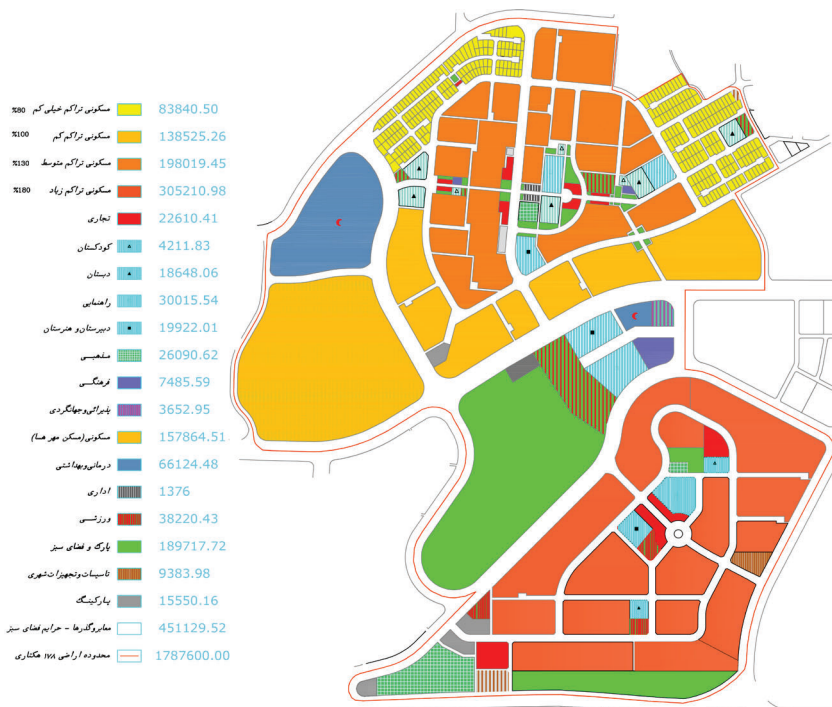 مسکونی تراکم خیلی کم %80 83840.50
مسکونی تراکم کم %100 138525.26
مسکونی تراکم متوسط %130 198019.45
مسکونی تراکم زیاد %180 305210.98
تجاری 22610.41
کودکستان 4211.83
دبستان 18648.06
راهنمایی 30015.54
دبیرستان و هنرستان 19922.01
مذهبی 26090.62
فرهنگی 7485.59
پذیرائی و جهانگردی 3652.95
مسکونی (مسکن مهر هسا) 157864.51
درمانی و بهداشتی 66124.48
اداری 1376
ورزشی 38220.43
پارک و فضای سبز 189717.72
تاسیسات و تجهیزات شهری 9383.98
پارکینگ 15550.16
معابر و گذرها - حرایم فضای سبز 451129.52
محدوده اراضی ۱۷۸ هکتاری 1787600.00